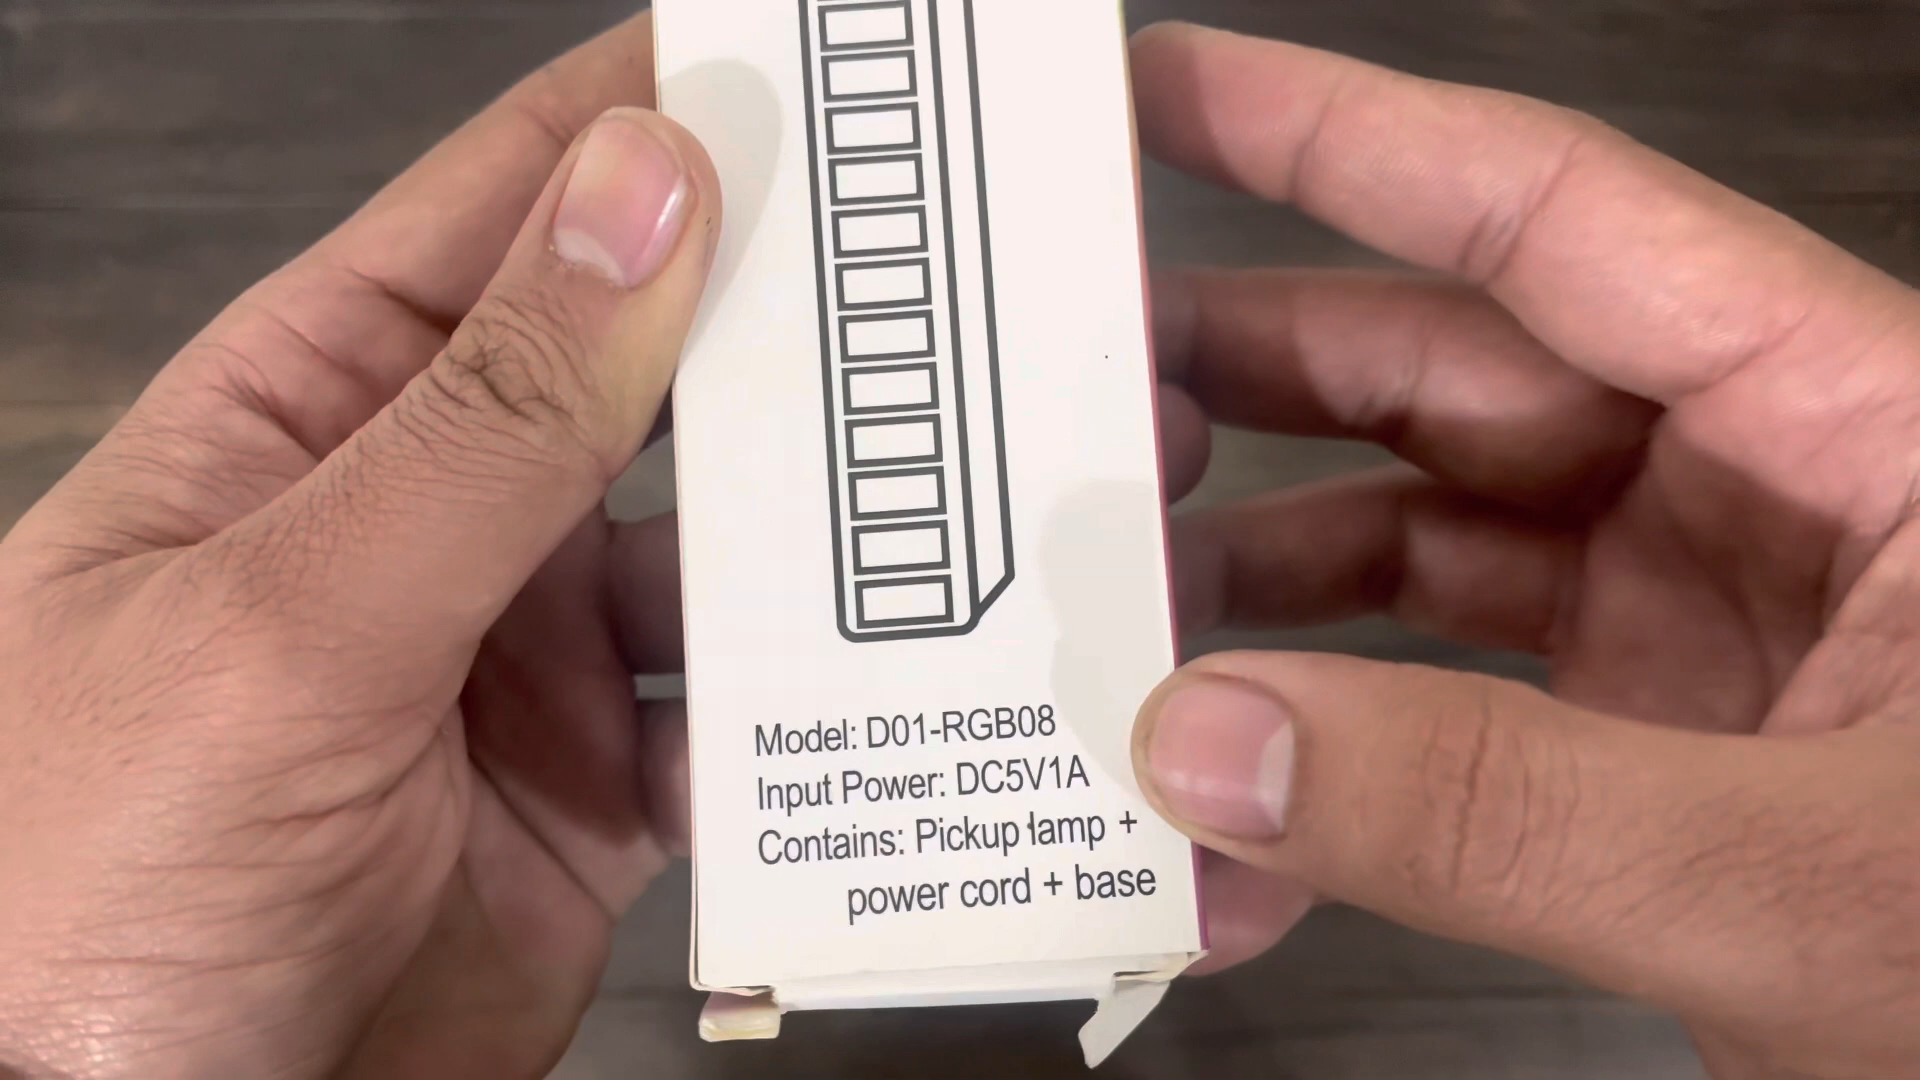 Model: D01-RGB08
Input Power: DC5V1A
Contains: Pickup lamp +
power cord + base